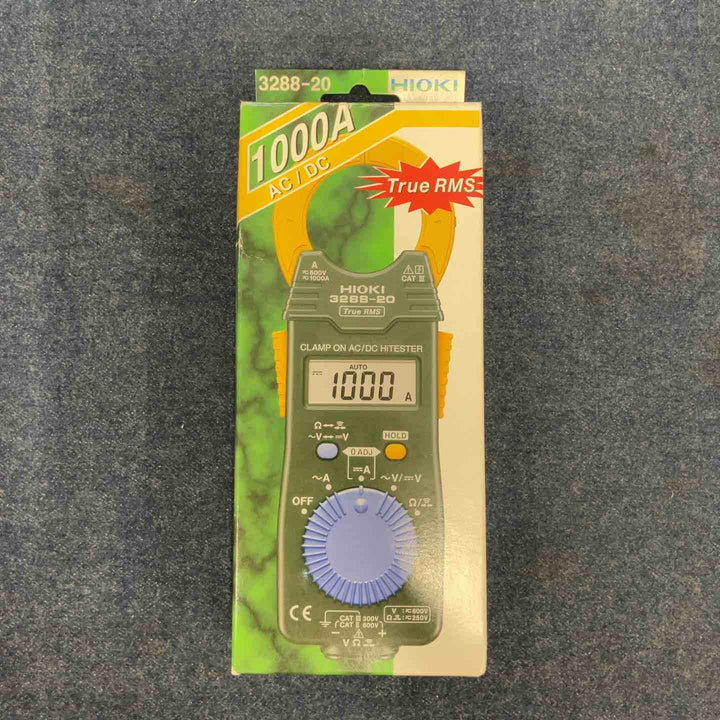 3288-20 HIOKI
1000A
AC/DC
True RMS
A
600V
1000A
CAT III
HIOKI
3288-20
True RMS
CLAMP ON AC/DC HiTESTER
AUTO
1000 A
Ω
~V V
HOLD
0 ADJ
~A
A
~V/ V
OFF
Ω/
CE
CAT III 300V
CAT II 600V
V : 600V
Ω : 250V
− +
V Ω